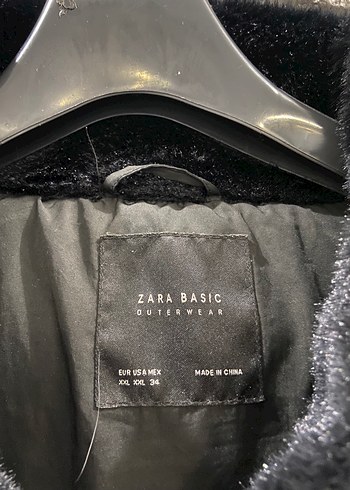 ZARA BASIC
OUTERWEAR
EUR USA MEX
XXL XXL 34
MADE IN CHINA